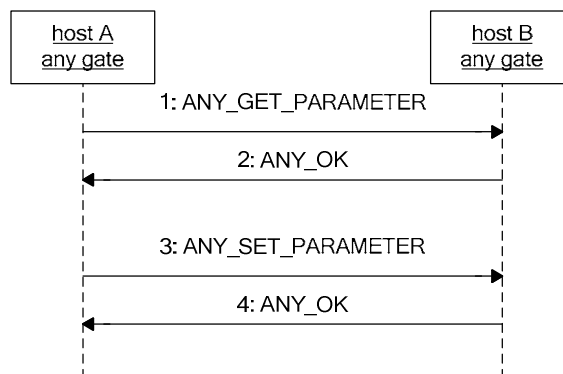 host A
any gate
host B
any gate
1: ANY_GET_PARAMETER
2: ANY_OK
3: ANY_SET_PARAMETER
4: ANY_OK